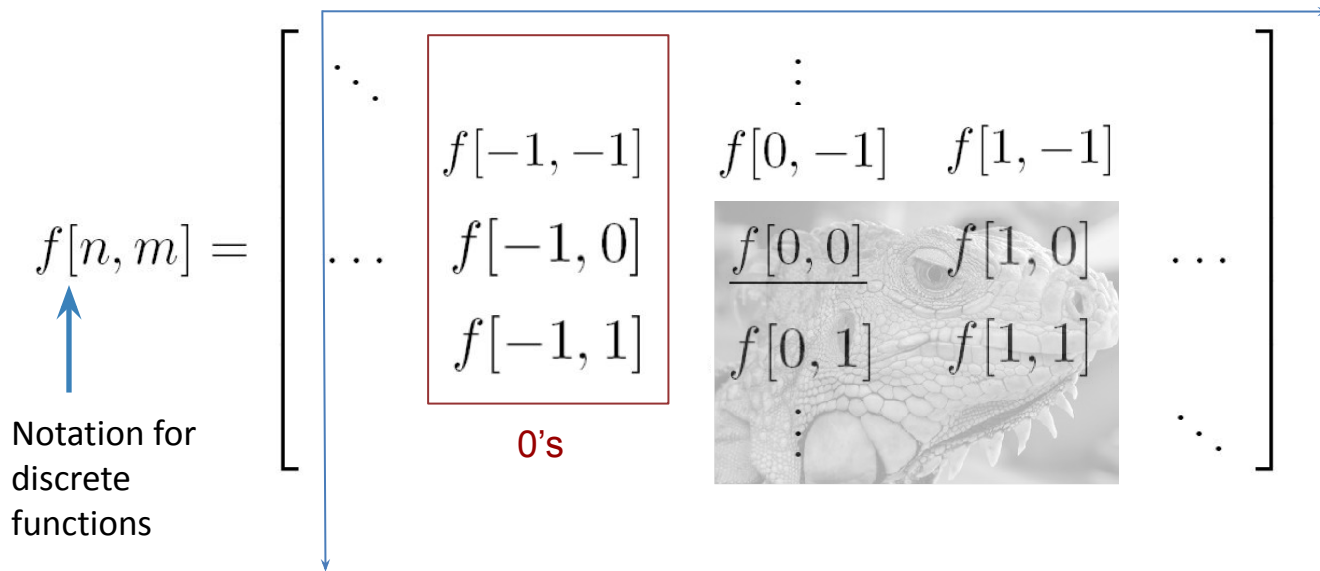 ⋱ ⋮
f[−1, −1] f[0, −1] f[1, −1]
f[n, m] = … f[−1, 0] f[0, 0] f[1, 0] …
f[−1, 1] f[0, 1] f[1, 1]
⋮ ⋱
0's
Notation for
discrete
functions